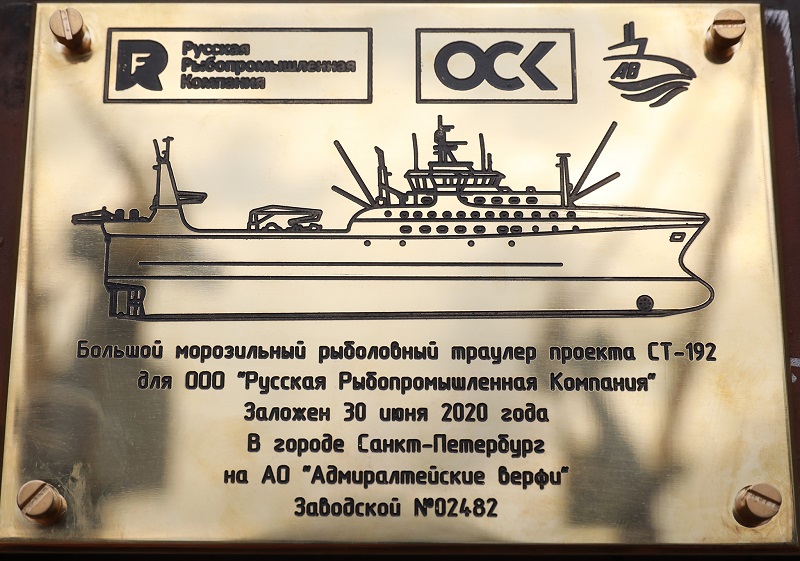 Русская
Рыбопромышленная
Компания
ОСК
АВ
Большой морозильный рыболовный траулер проекта СТ-192
для ООО "Русская Рыбопромышленная Компания"
Заложен 30 июня 2020 года
В городе Санкт-Петербург
на АО "Адмиралтейские верфи"
Заводской №02482